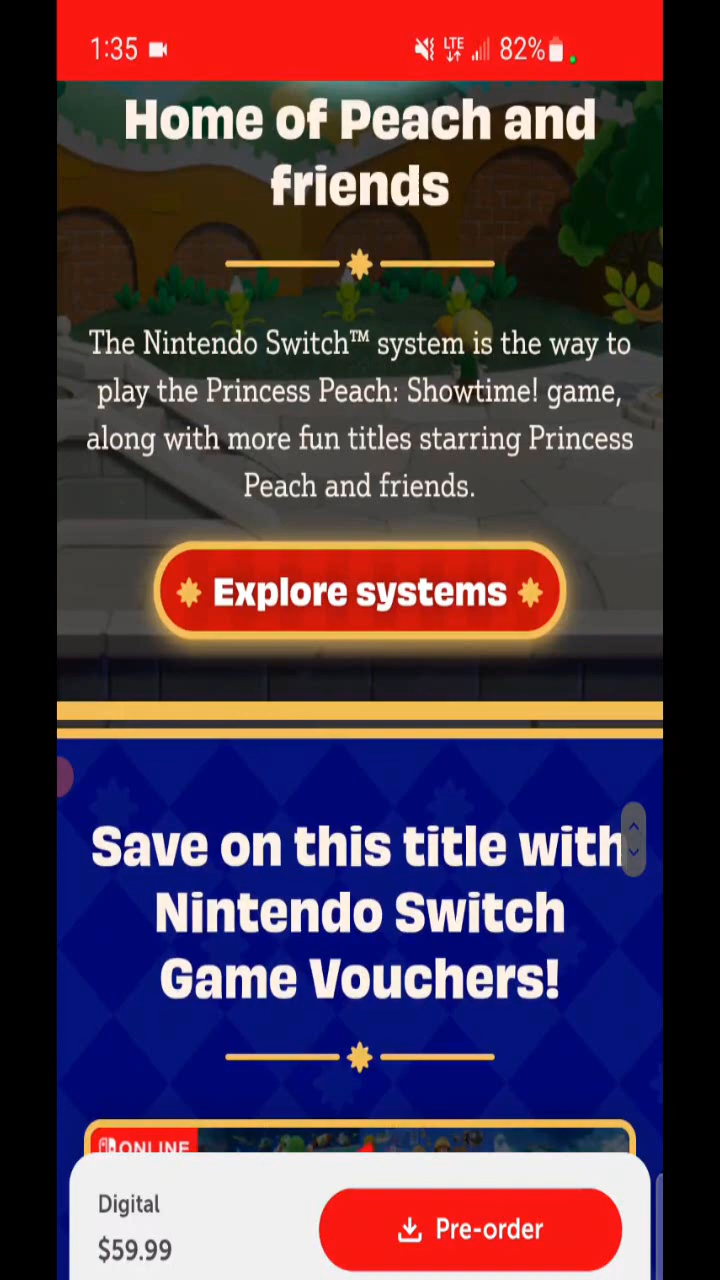 1:35
LTE
82%
Home of Peach and
friends
The Nintendo Switch™ system is the way to
play the Princess Peach: Showtime! game,
along with more fun titles starring Princess
Peach and friends.
Explore systems
Save on this title with
Nintendo Switch
Game Vouchers!
ONLINE
Digital
Pre-order
$59.99